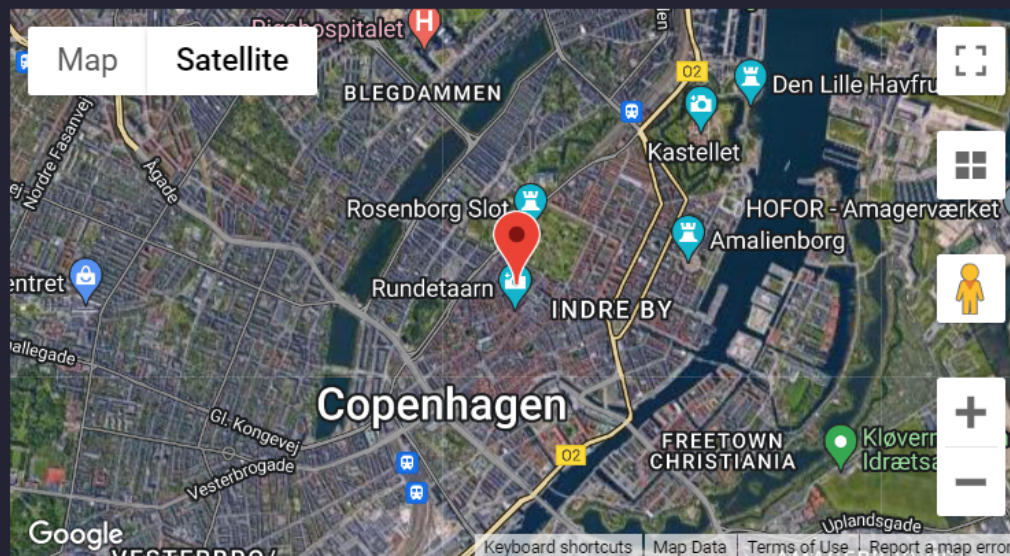 hospitalet
H
Map
Satellite
O2
BLEGDAMMEN
Den Lille Havfru
Nordre Fasanvej
Kastellet
Ågade
Rosenborg Slot
HOFOR - Amagerværket
Amalienborg
entret
Rundetaarn
INDRE BY
allegade
Copenhagen
Gl. Kongevej
FREETOWN
CHRISTIANIA
Kløverm
Idrætsa
O2
Vesterbrogade
Uplandsgade
Google
Keyboard shortcuts
Map Data
Terms of Use
Report a map error